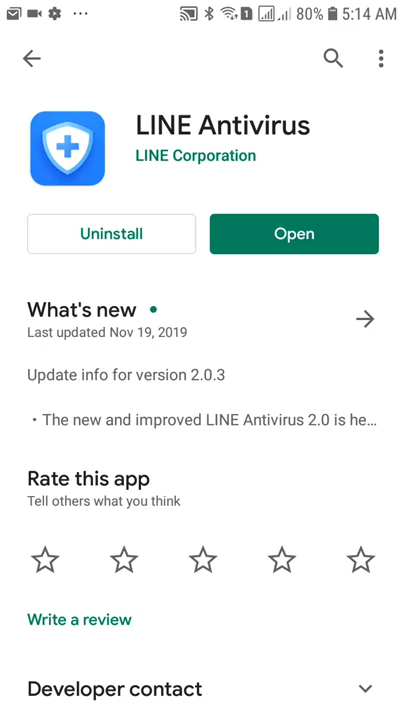 80% 5:14 AM
LINE Antivirus
LINE Corporation
Uninstall
Open
What's new
Last updated Nov 19, 2019
Update info for version 2.0.3
• The new and improved LINE Antivirus 2.0 is he...
Rate this app
Tell others what you think
Write a review
Developer contact